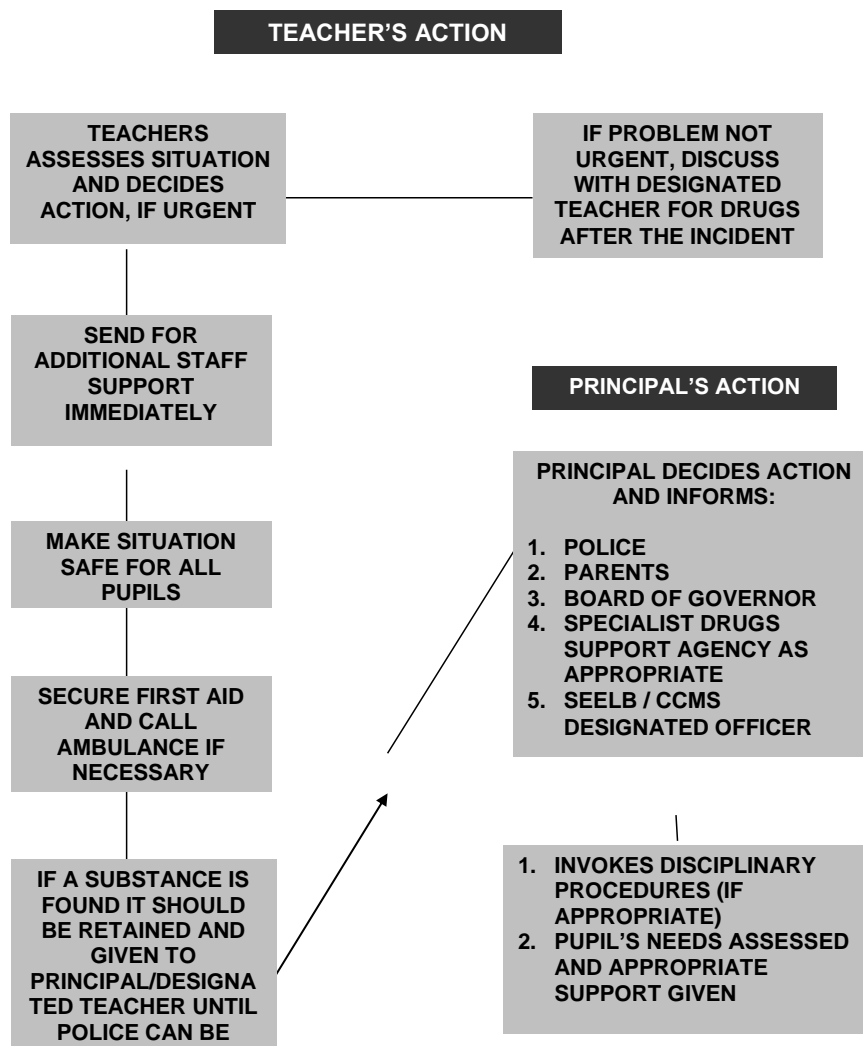 TEACHER’S ACTION
TEACHERS
ASSESSES SITUATION
AND DECIDES
ACTION, IF URGENT
IF PROBLEM NOT
URGENT, DISCUSS
WITH DESIGNATED
TEACHER FOR DRUGS
AFTER THE INCIDENT
SEND FOR
ADDITIONAL STAFF
SUPPORT
IMMEDIATELY
MAKE SITUATION
SAFE FOR ALL
PUPILS
SECURE FIRST AID
AND CALL
AMBULANCE IF
NECESSARY
IF A SUBSTANCE IS
FOUND IT SHOULD
BE RETAINED AND
GIVEN TO
PRINCIPAL/DESIGNA
TED TEACHER UNTIL
POLICE CAN BE
PRINCIPAL’S ACTION
PRINCIPAL DECIDES ACTION
AND INFORMS:
1. POLICE
2. PARENTS
3. BOARD OF GOVERNOR
4. SPECIALIST DRUGS
SUPPORT AGENCY AS
APPROPRIATE
5. SEELB / CCMS
DESIGNATED OFFICER
1. INVOKES DISCIPLINARY
PROCEDURES (IF
APPROPRIATE)
2. PUPIL’S NEEDS ASSESSED
AND APPROPRIATE
SUPPORT GIVEN